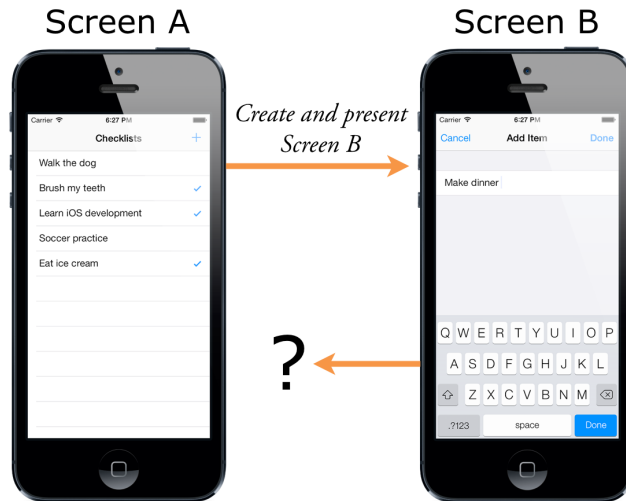 Screen A
Screen B
Carrier 6:27 PM
Checklists +
Walk the dog
Brush my teeth
Learn iOS development
Soccer practice
Eat ice cream
Create and present
Screen B
?
Carrier 6:27 PM
Cancel Add Item Done
Make dinner
Q W E R T Y U I O P
A S D F G H J K L
Z X C V B N M
.?123 space Done